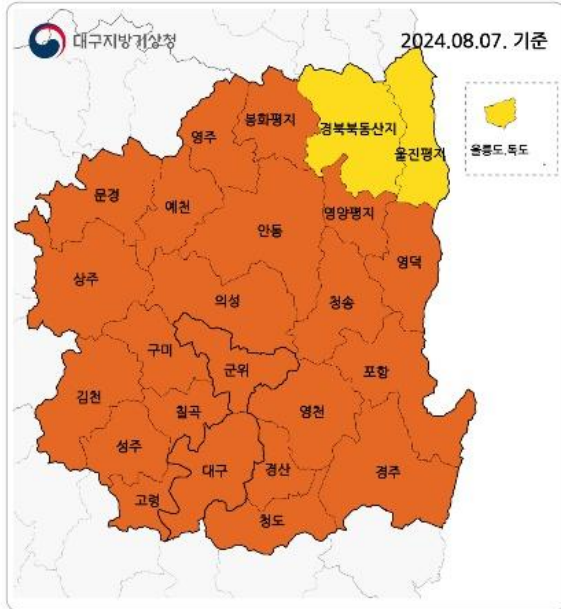 대구지방기상청
2024.08.07. 기준
봉화평지
경북북동산지
영주
울진평지
울릉도.독도
문경
예천
영양평지
안동
영덕
상주
의성
청송
구미
군위
포항
김천
칠곡
영천
성주
대구
경산
경주
고령
청도